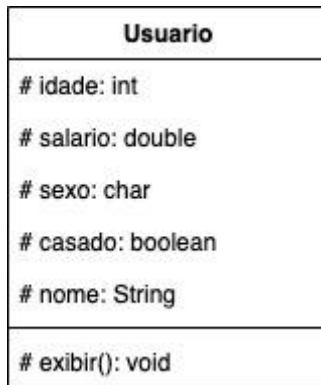 Usuario
# idade: int
# salario: double
# sexo: char
# casado: boolean
# nome: String
# exibir(): void